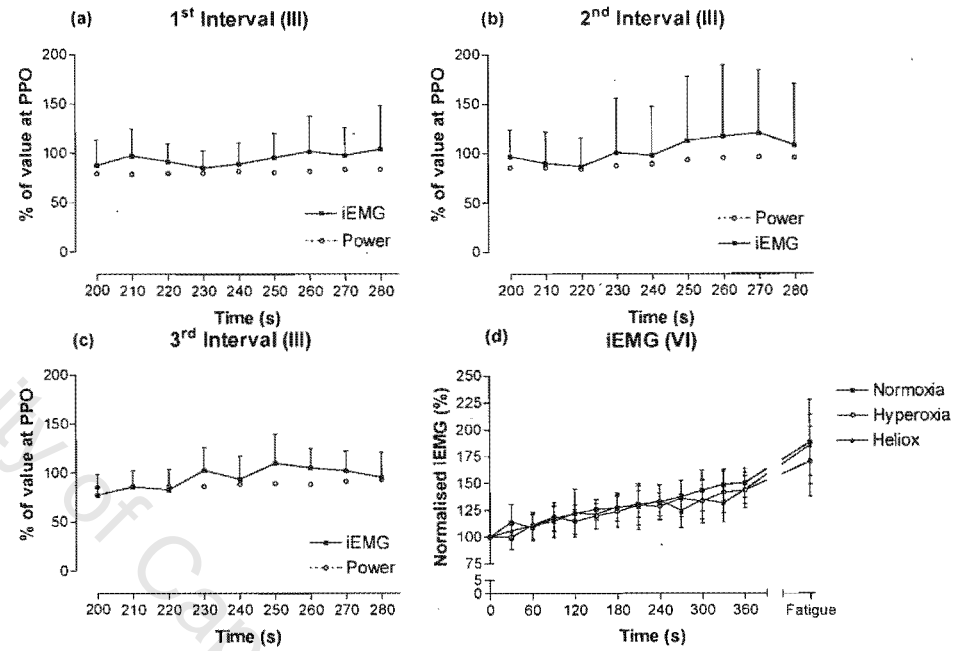 (a) 1st Interval (III)
% of value at PPO
200
150
100
50
0
iEMG
Power
200 210 220 230 240 250 260 270 280
Time (s)
(b) 2nd Interval (III)
% of value at PPO
200
150
100
50
0
Power
iEMG
200 210 220 230 240 250 260 270 280
Time (s)
(c) 3rd Interval (III)
% of value at PPO
200
150
100
50
0
iEMG
Power
200 210 220 230 240 250 260 270 280
Time (s)
(d) iEMG (VI)
Normalised iEMG (%)
250
225
200
175
150
125
100
75
5
0
Normoxia
Hyperoxia
Heliox
0 60 120 180 240 300 360 Fatigue
Time (s)